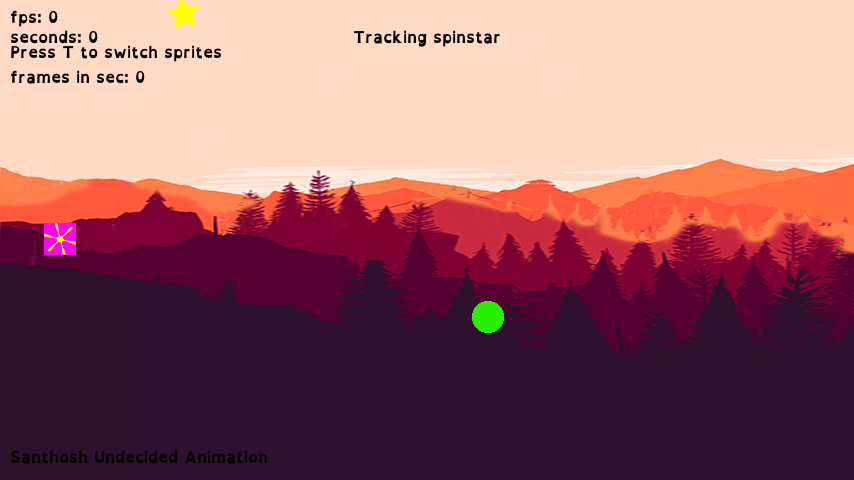 fps: 0
seconds: 0
Tracking spinstar
Press T to switch sprites
frames in sec: 0
Santhosh Undecided Animation